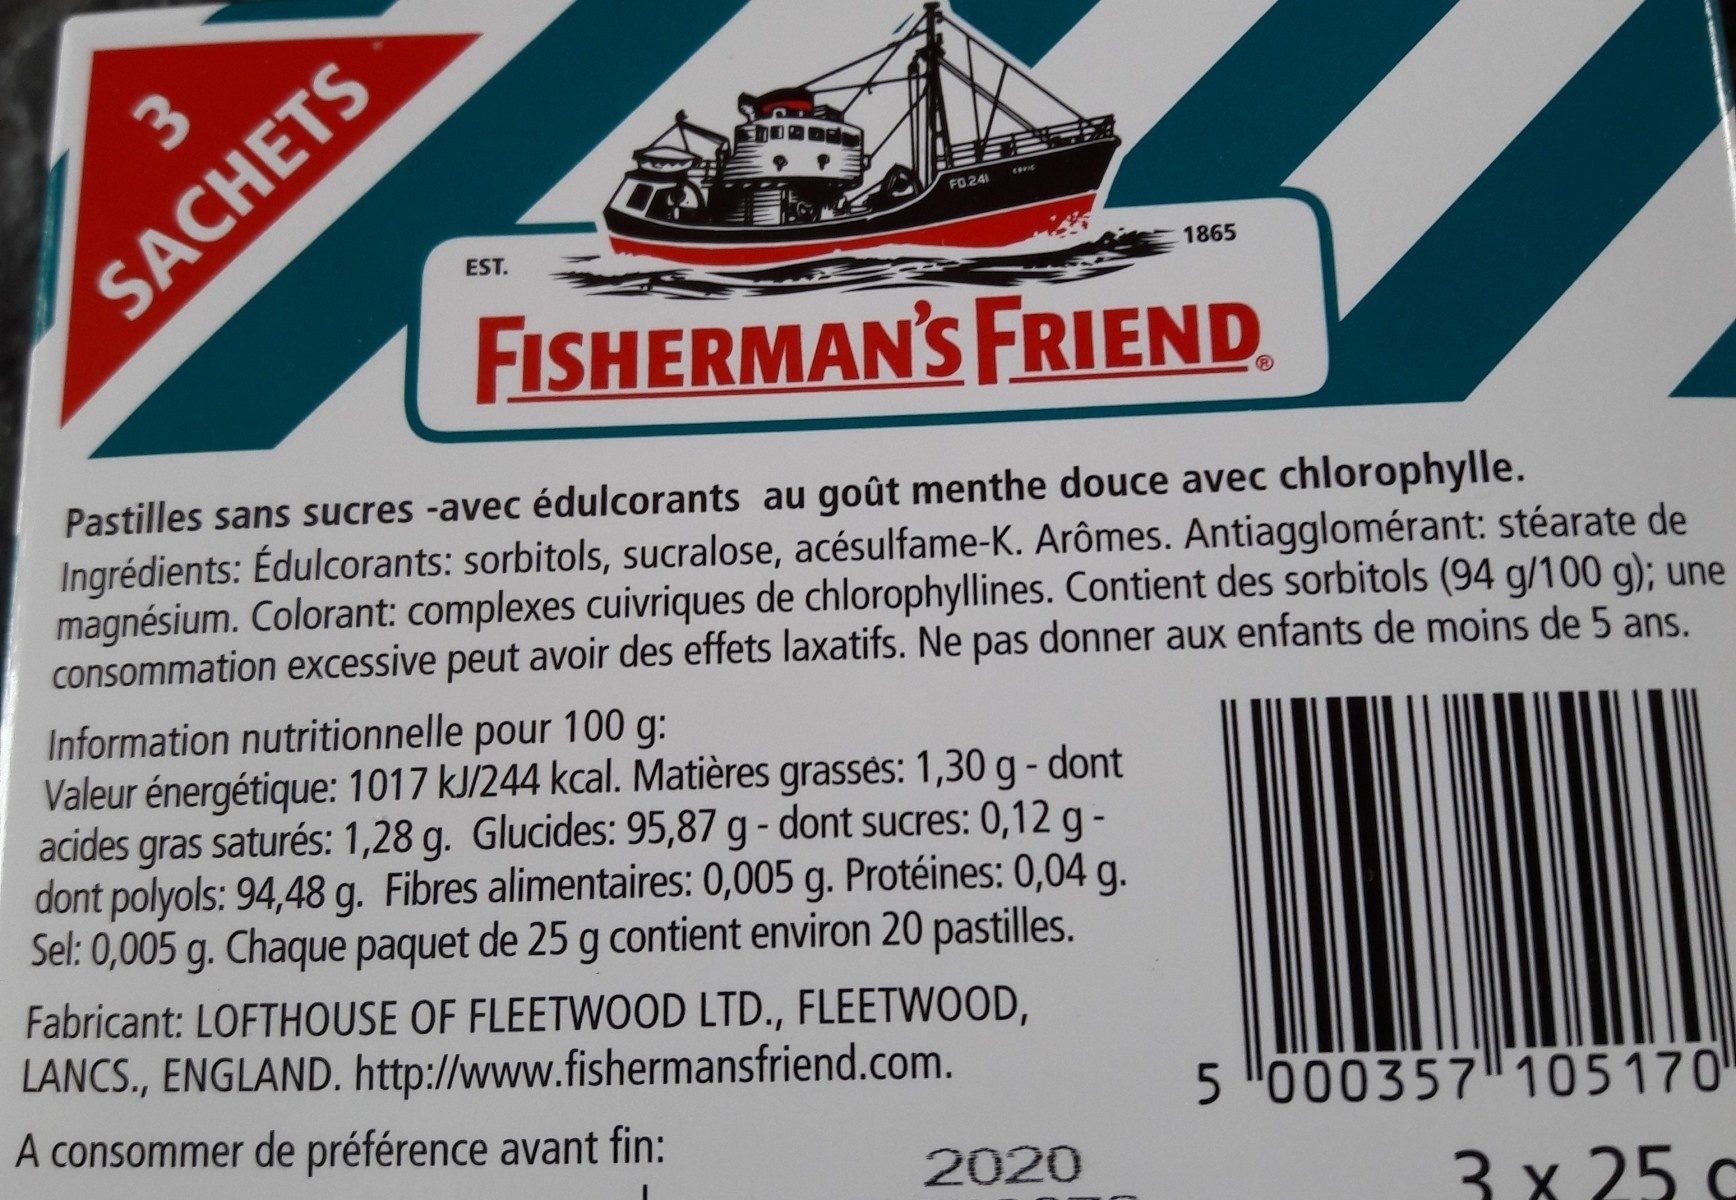 3
SACHETS
FD.241
EST.
1865
FISHERMAN'S FRIEND®
Pastilles sans sucres -avec édulcorants au goût menthe douce avec chlorophylle.
Ingrédients: Édulcorants: sorbitols, sucralose, acésulfame-K. Arômes. Antiagglomérant: stéarate de
magnésium. Colorant: complexes cuivriques de chlorophyllines. Contient des sorbitols (94 g/100 g); une
consommation excessive peut avoir des effets laxatifs. Ne pas donner aux enfants de moins de 5 ans.
Information nutritionnelle pour 100 g:
Valeur énergétique: 1017 kJ/244 kcal. Matières grasses: 1,30 g - dont
acides gras saturés: 1,28 g. Glucides: 95,87 g - dont sucres: 0,12 g -
dont polyols: 94,48 g. Fibres alimentaires: 0,005 g. Protéines: 0,04 g.
Sel: 0,005 g. Chaque paquet de 25 g contient environ 20 pastilles.
Fabricant: LOFTHOUSE OF FLEETWOOD LTD., FLEETWOOD,
LANCS., ENGLAND. http://www.fishermansfriend.com.
5 000357 105170
A consommer de préférence avant fin:
2020
3 x 25 g